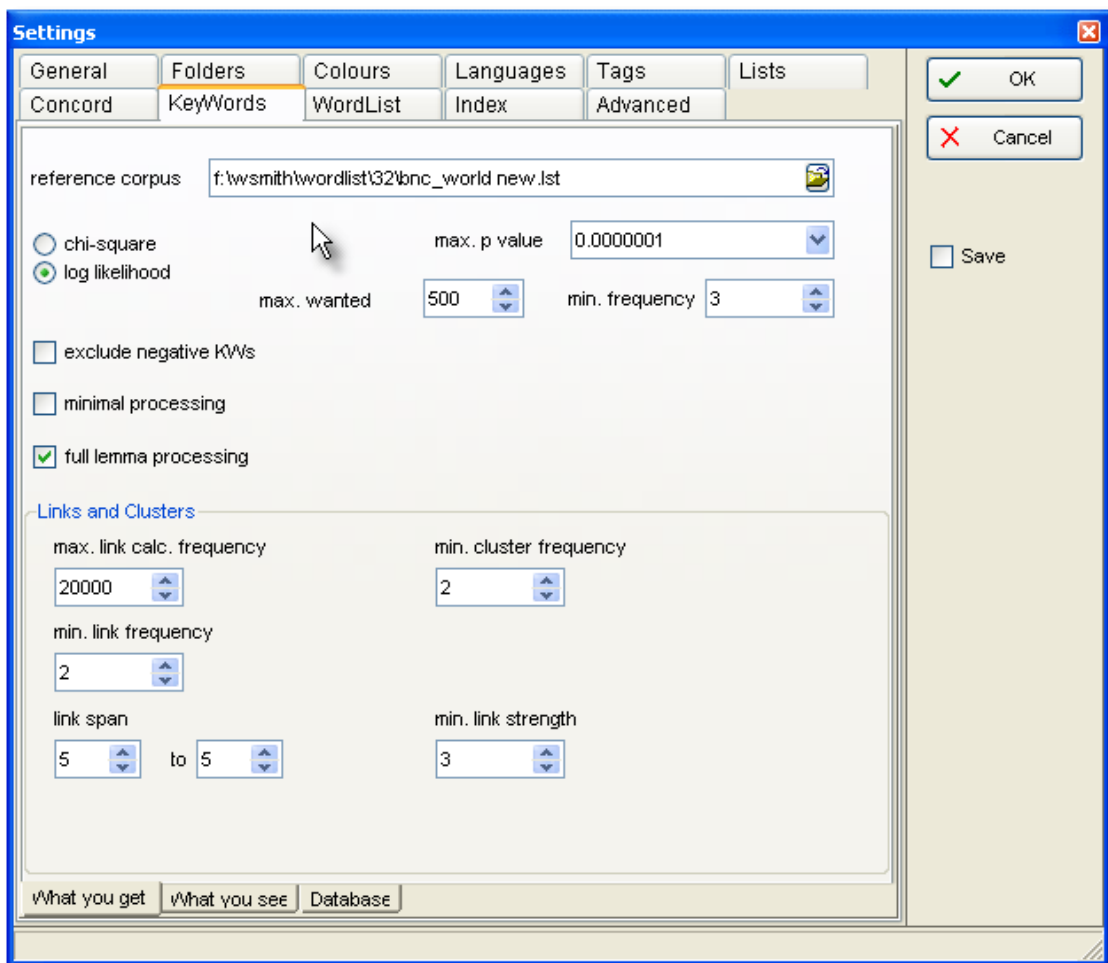 Settings
General Folders Colours Languages Tags Lists
Concord KeyWords WordList Index Advanced
OK
Cancel
Save
reference corpus f:\wsmith\wordlist\32\bnc_world new.lst
chi-square max. p value 0.0000001
log likelihood
max. wanted 500 min. frequency 3
exclude negative KWs
minimal processing
full lemma processing
Links and Clusters
max. link calc. frequency min. cluster frequency
20000 2
min. link frequency
2
link span min. link strength
5 to 5 3
What you get What you see Database